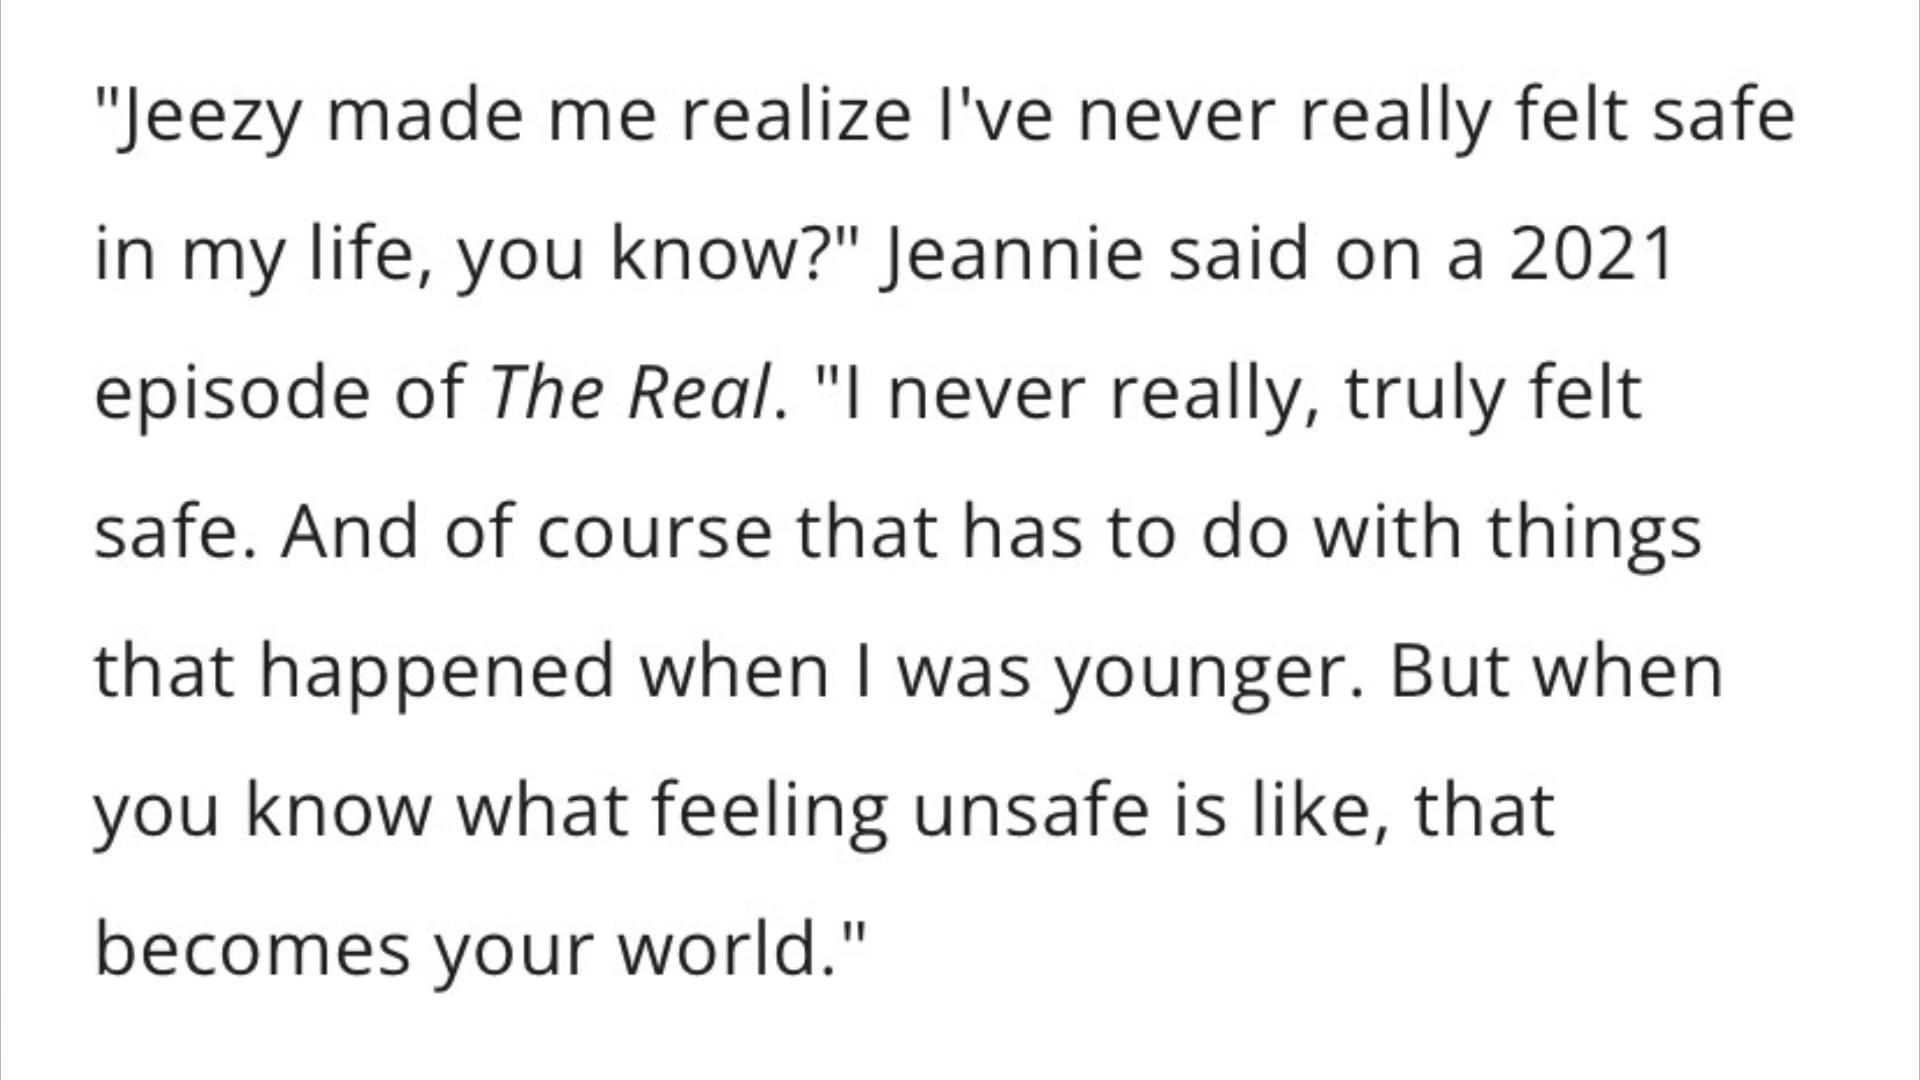 "Jeezy made me realize I've never really felt safe
in my life, you know?" Jeannie said on a 2021
episode of The Real. "I never really, truly felt
safe. And of course that has to do with things
that happened when I was younger. But when
you know what feeling unsafe is like, that
becomes your world."